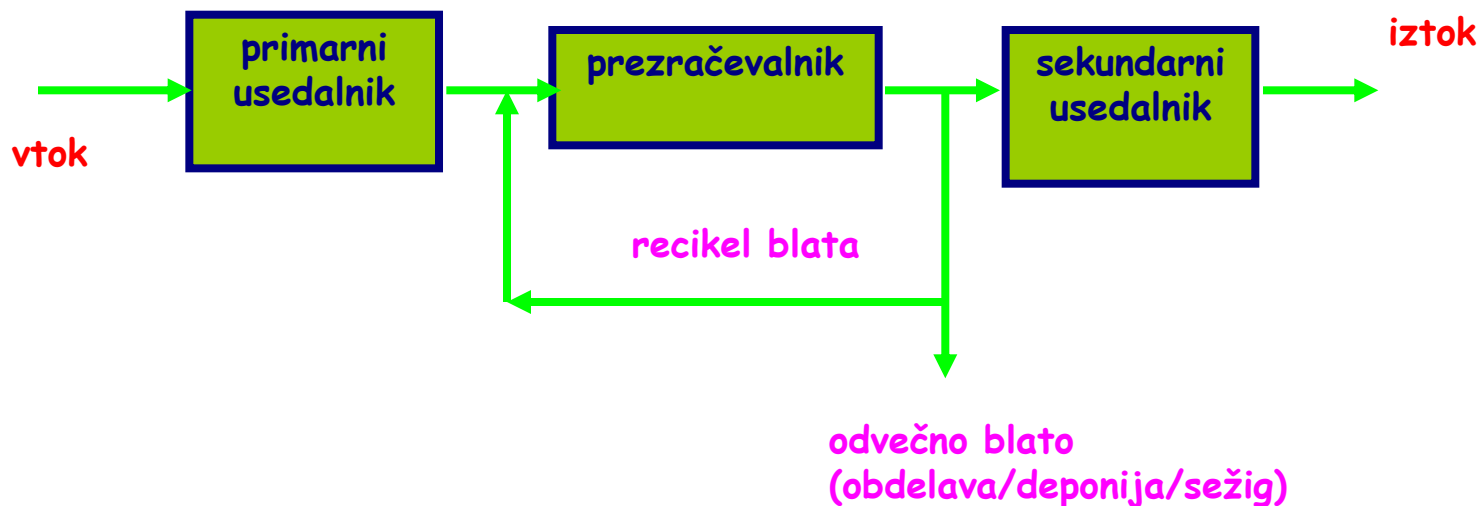 primarni
usedalnik
prezračevalnik
sekundarni
usedalnik
iztok
vtok
recikel blata
odvečno blato
(obdelava/deponija/sežig)